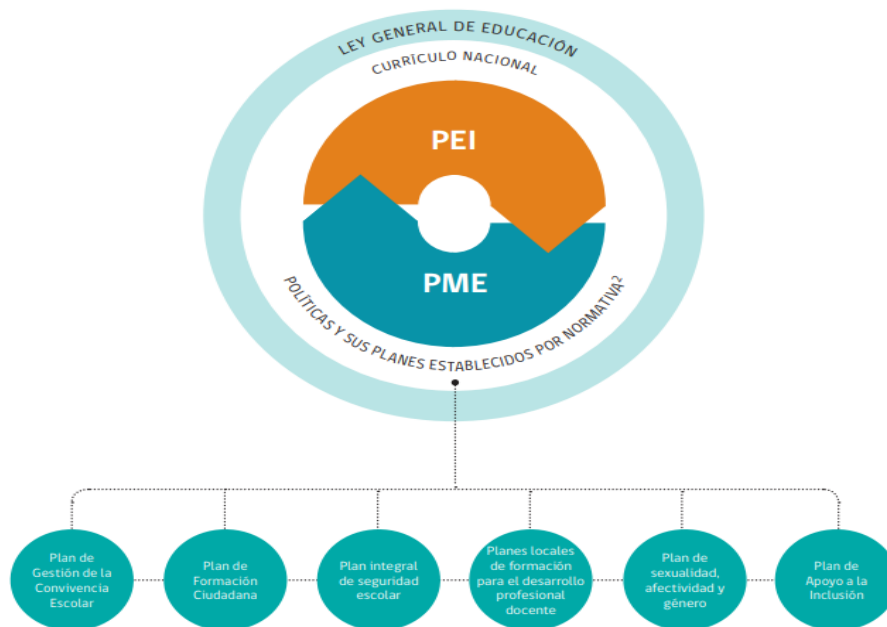 LEY GENERAL DE EDUCACIÓN
CURRÍCULO NACIONAL
PEI
PME
POLÍTICAS Y SUS PLANES ESTABLECIDOS POR NORMATIVA²
Plan de
Gestión de la
Convivencia
Escolar
Plan de
Formación
Ciudadana
Plan integral
de seguridad
escolar
Planes locales
de formación
para el desarrollo
profesional
docente
Plan de
sexualidad,
afectividad y
género
Plan de
Apoyo a la
Inclusión